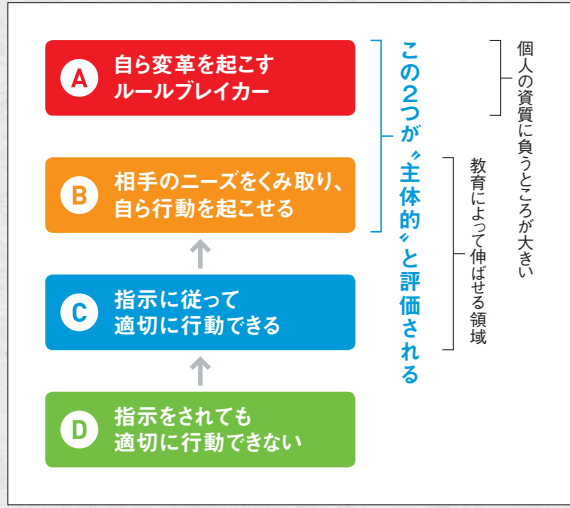 A
自ら変革を起こす
ルールブレイカー
B
相手のニーズをくみ取り、
自ら行動を起こせる
C
指示に従って
適切に行動できる
D
指示をされても
適切に行動できない
この2つが〝主体的〟と評価される
教育によって伸ばせる領域
個人の資質に負うところが大きい